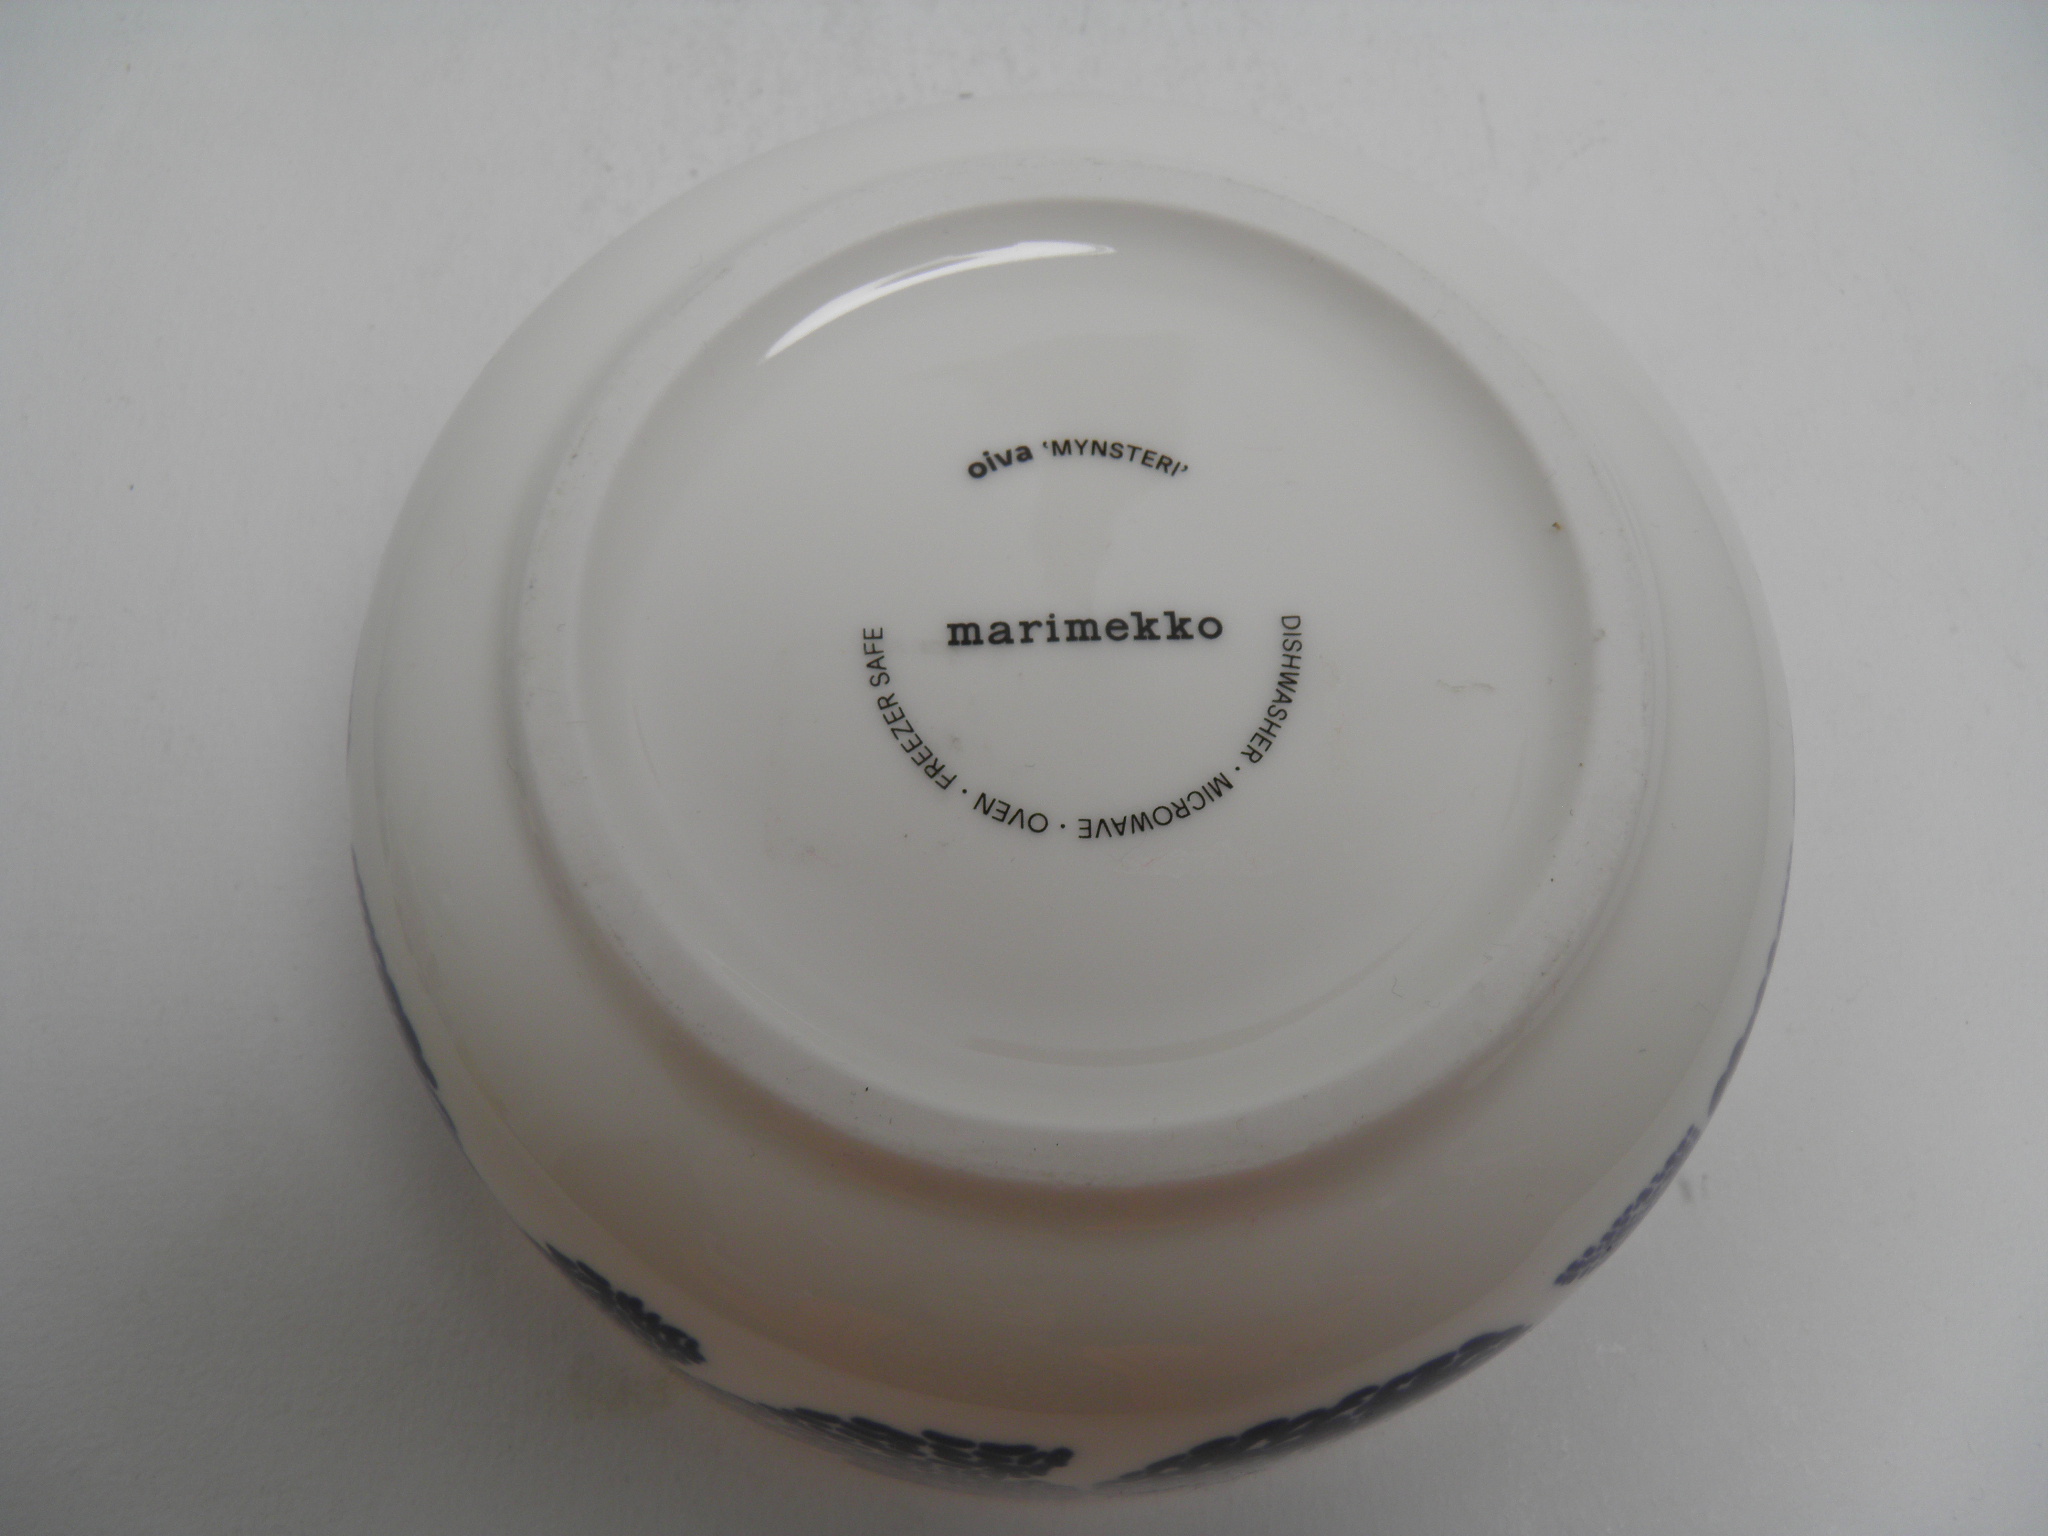 oiva 'MYNSTERI'
marimekko
DISHWASHER · MICROWAVE · OVEN · FREEZER SAFE